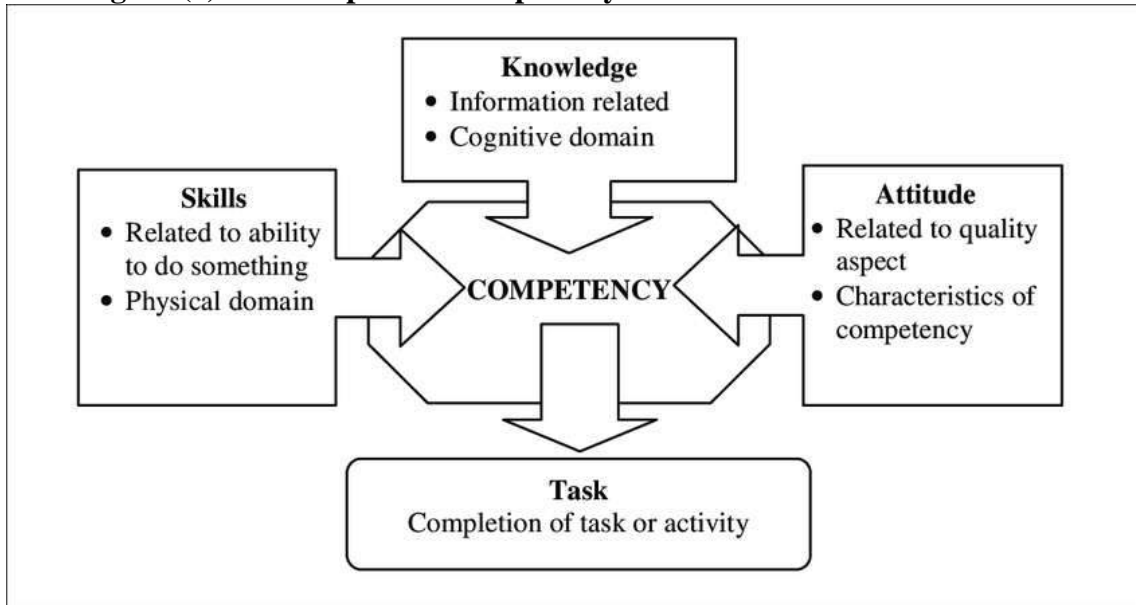 Knowledge
• Information related
• Cognitive domain
Skills
• Related to ability
to do something
• Physical domain
Attitude
• Related to quality
aspect
• Characteristics of
competency
COMPETENCY
Task
Completion of task or activity